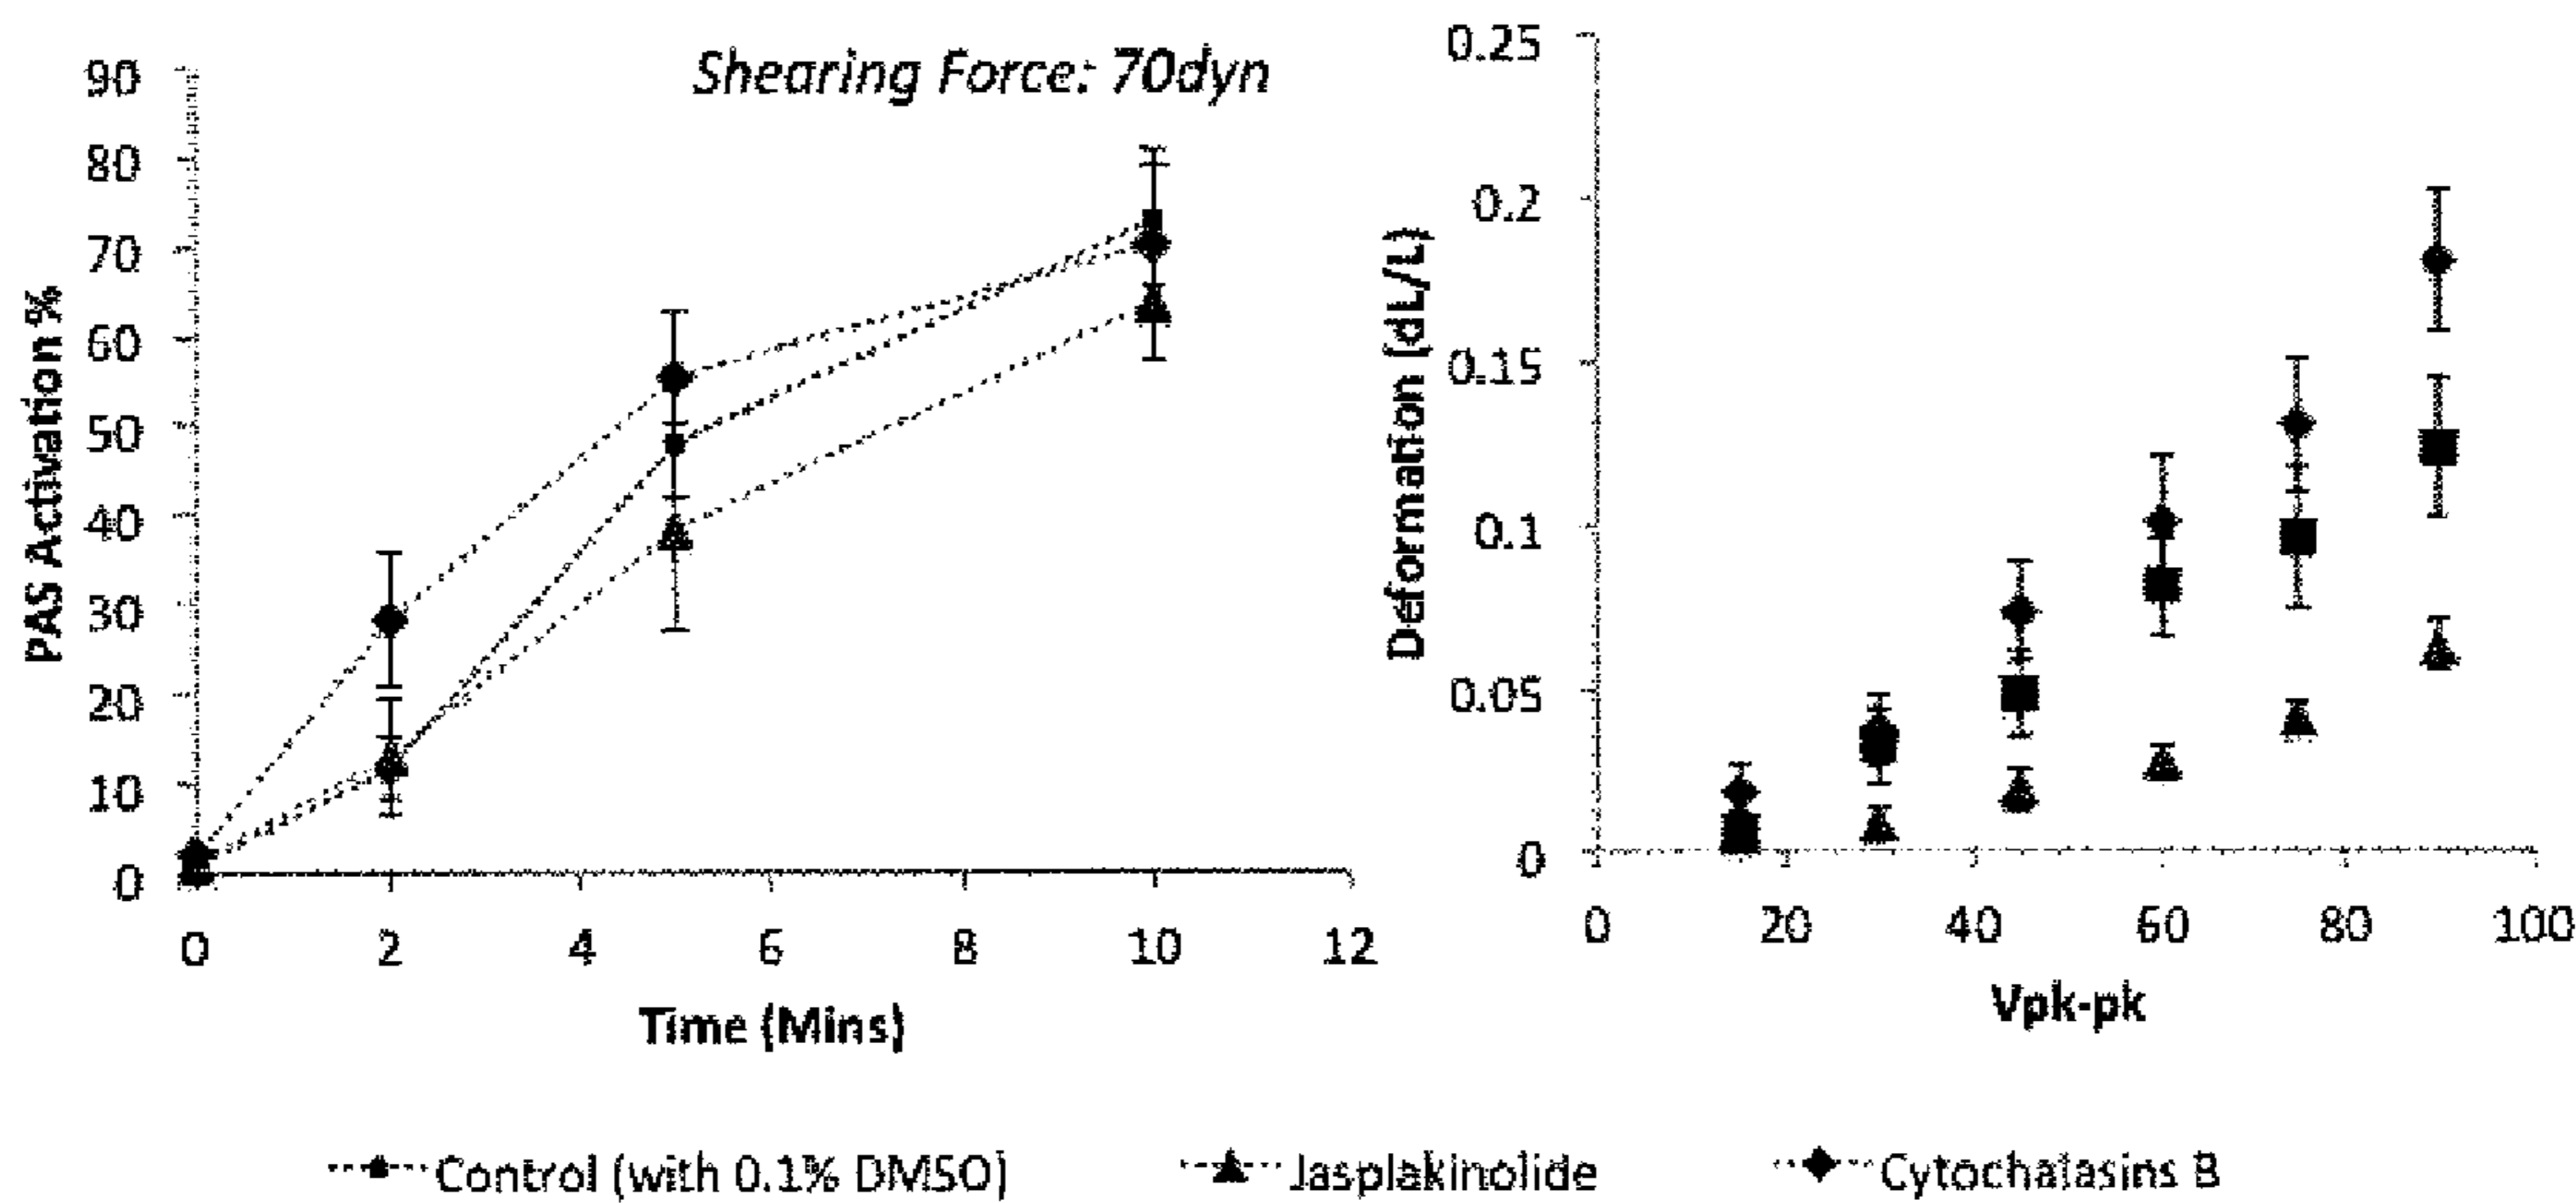 Shearing Force: 70dyn
90
80
70
60
50
40
30
20
10
0
PAS Activation %
0 2 4 6 8 10 12
Time (Mins)
0.25
0.2
0.15
0.1
0.05
0
Deformation (dL/L)
0 20 40 60 80 100
Vpk-pk
Control (with 0.1% DMSO) Jasplakinolide Cytochalasins B